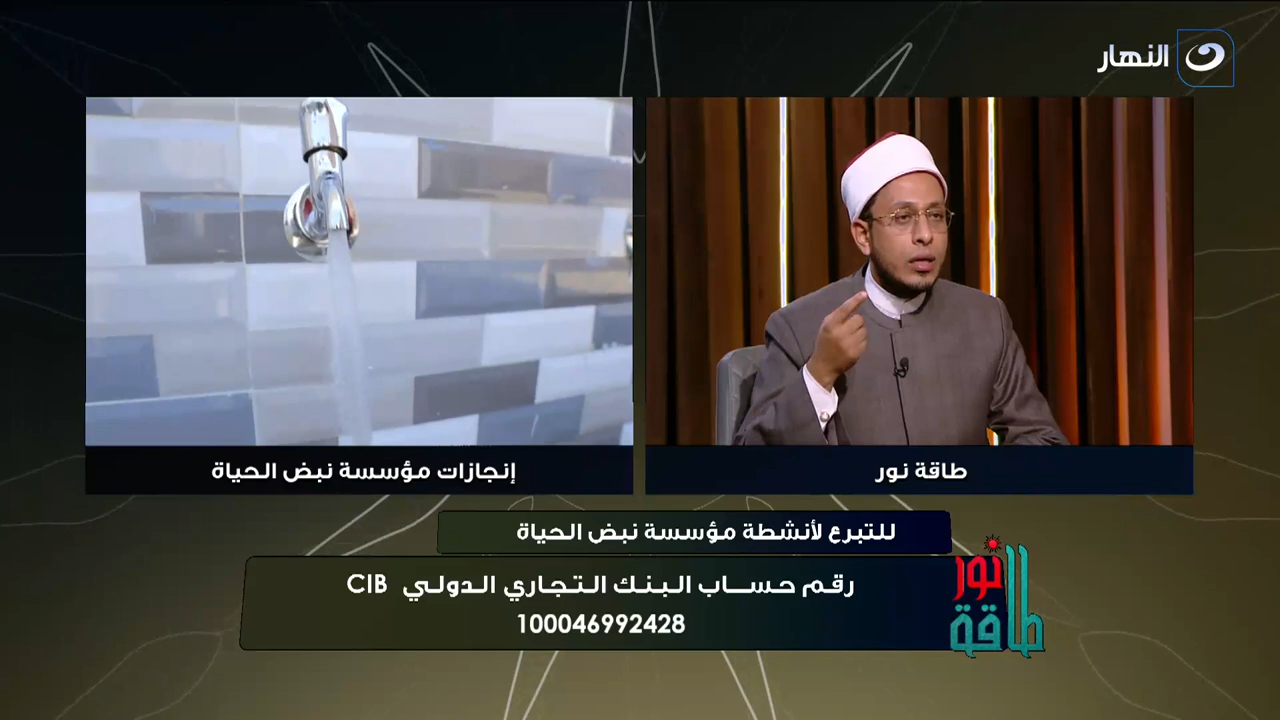 النهار
طاقة نور
إنجازات مؤسسة نبض الحياة
للتبرع لأنشطة مؤسسة نبض الحياة
رقم حساب البنك التجاري الدولي CIB
100046992428
طاقة نور